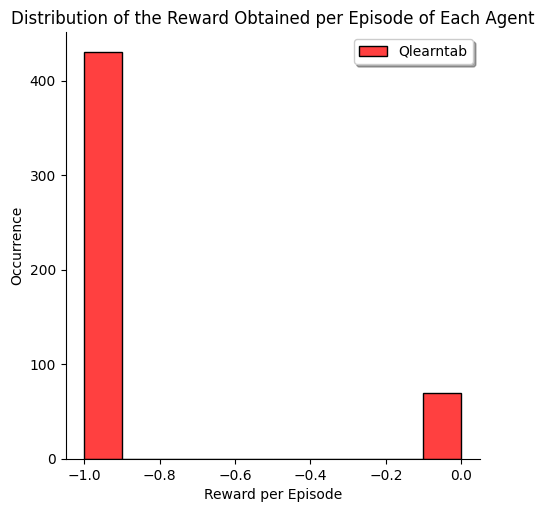 Distribution of the Reward Obtained per Episode of Each Agent
Qlearntab
400
300
200
100
0
Occurrence
−1.0 −0.8 −0.6 −0.4 −0.2 0.0
Reward per Episode